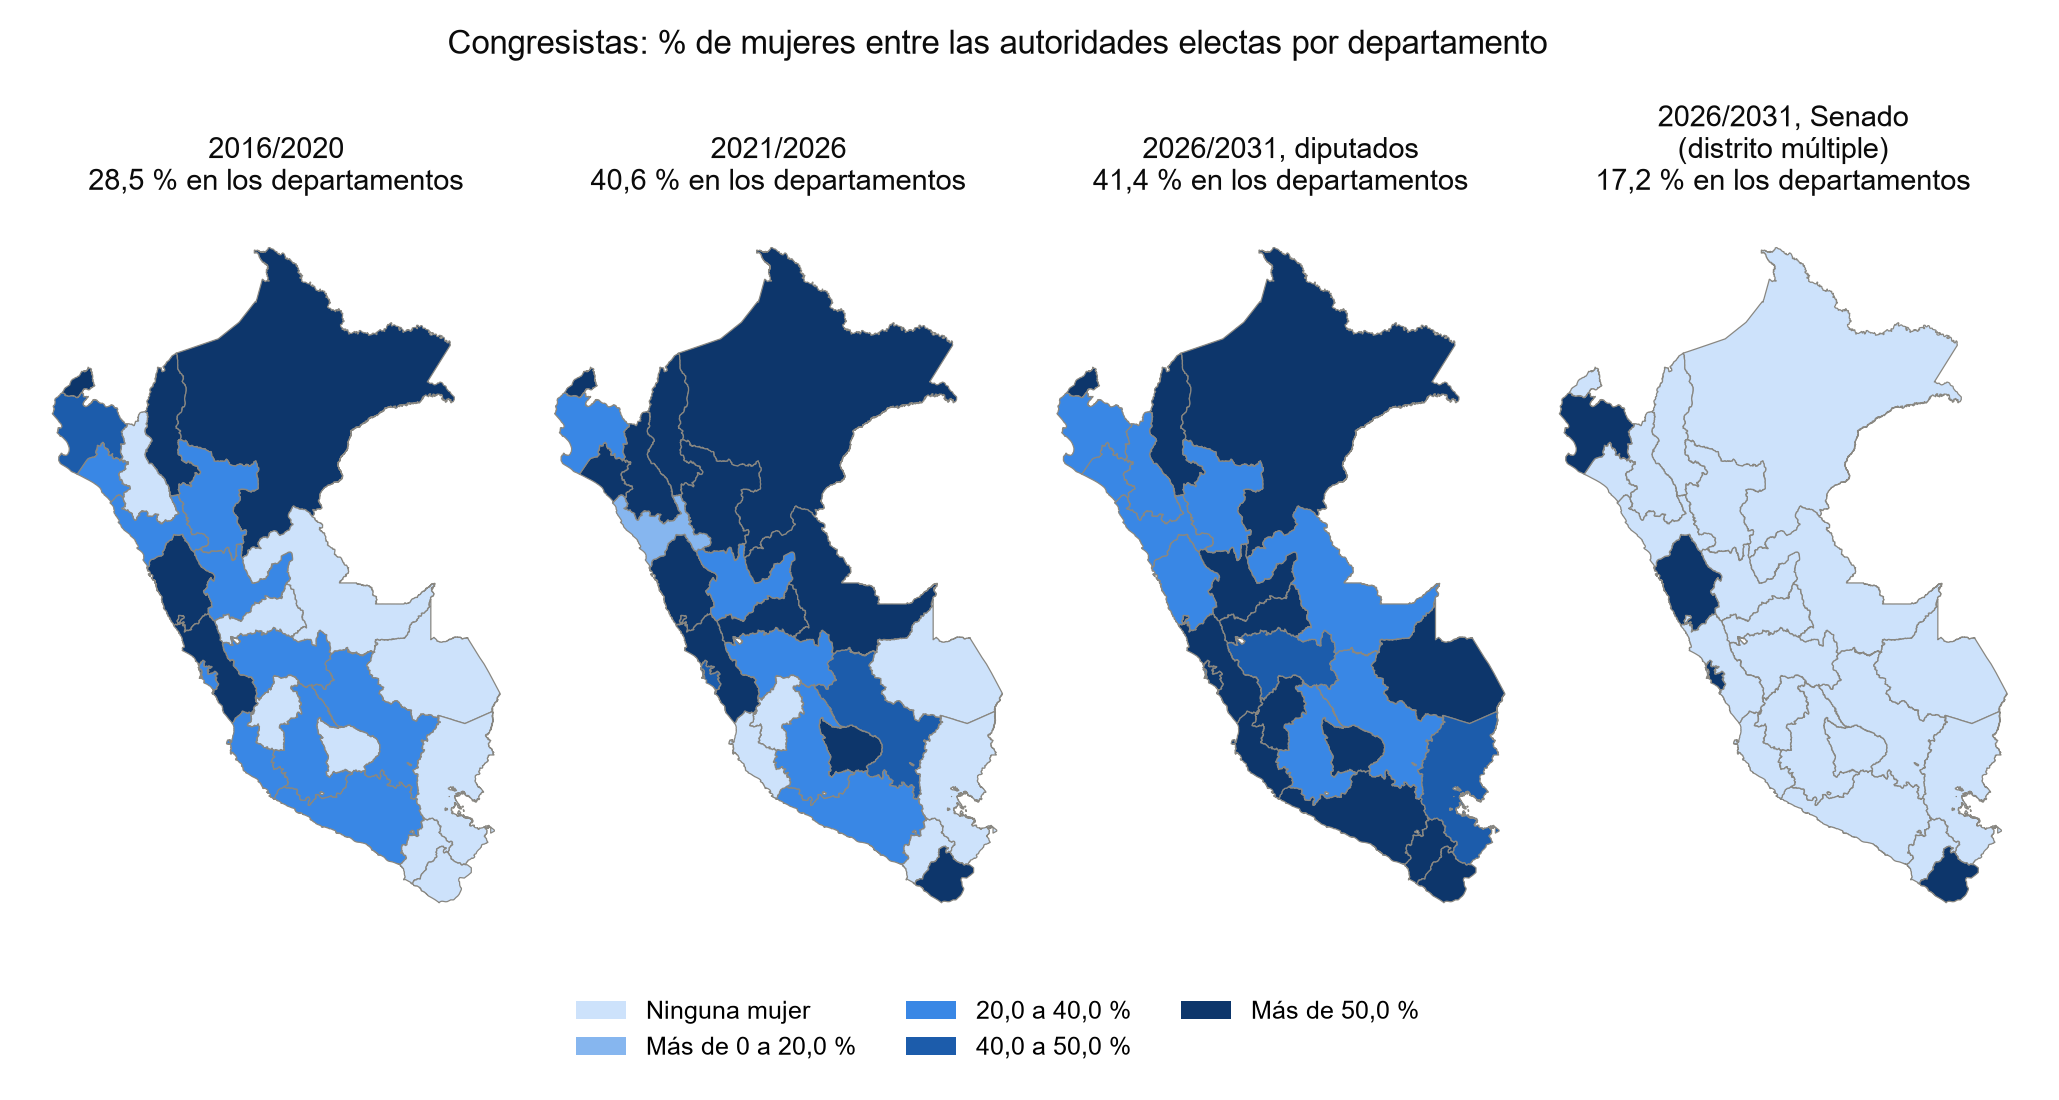 Congresistas: % de mujeres entre las autoridades electas por departamento
2016/2020
28,5 % en los departamentos
2021/2026
40,6 % en los departamentos
2026/2031, diputados
41,4 % en los departamentos
2026/2031, Senado
(distrito múltiple)
17,2 % en los departamentos
Ninguna mujer
Más de 0 a 20,0 %
20,0 a 40,0 %
40,0 a 50,0 %
Más de 50,0 %